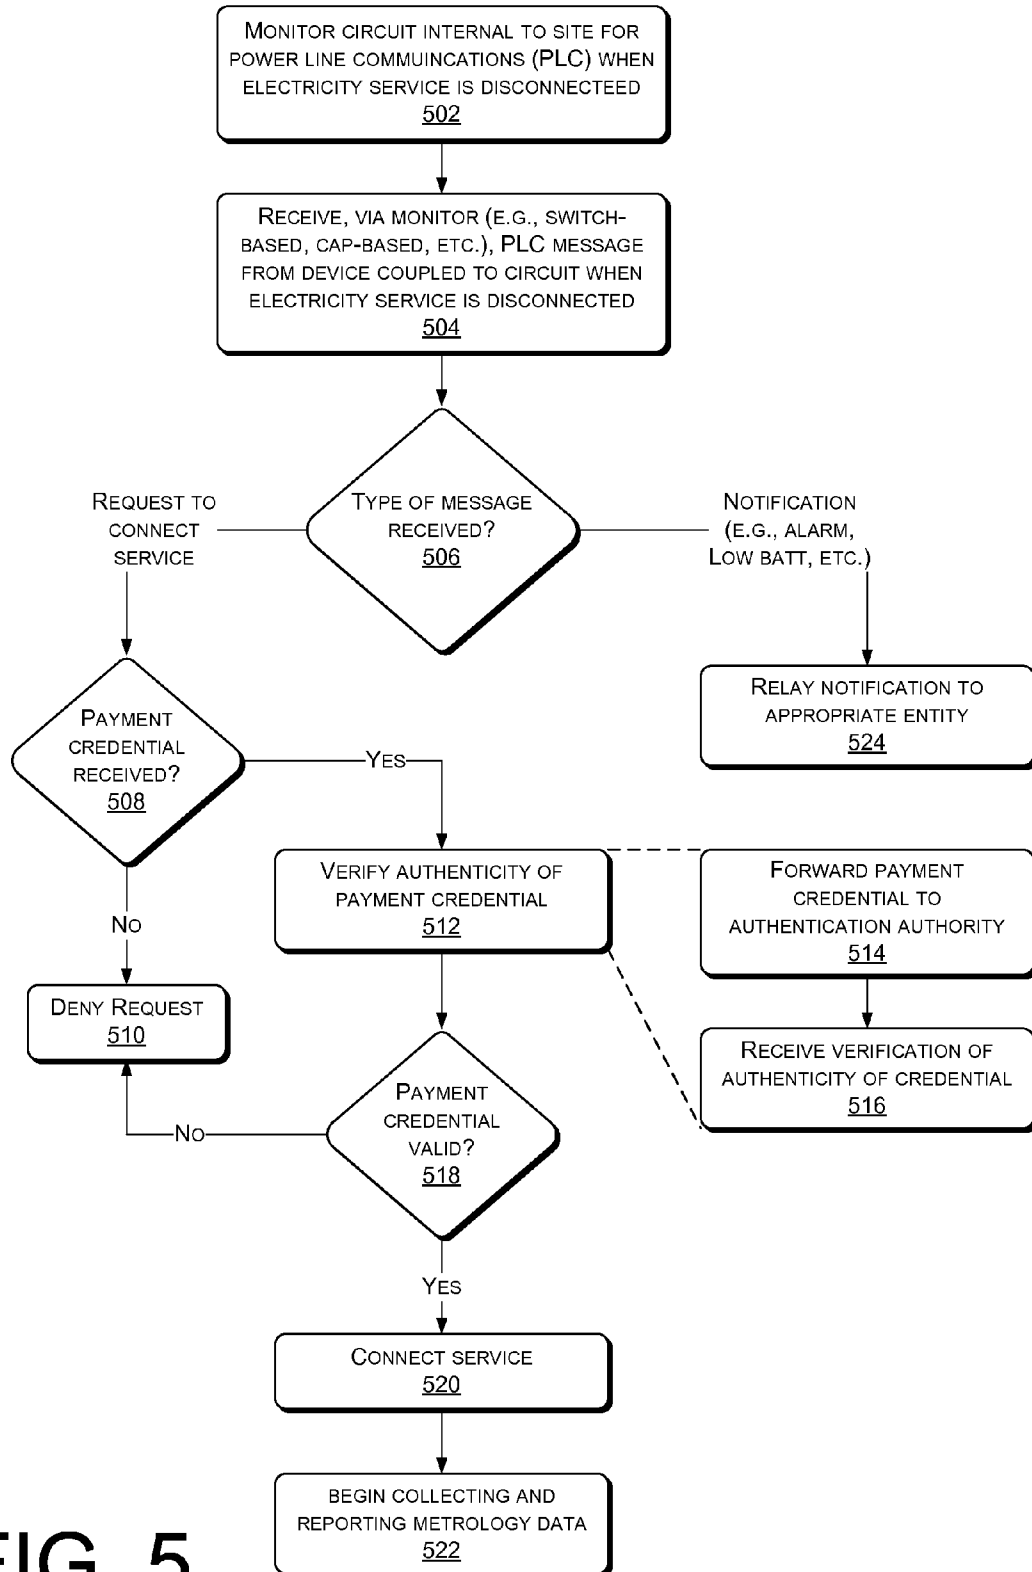 MONITOR CIRCUIT INTERNAL TO SITE FOR
POWER LINE COMMUINCATIONS (PLC) WHEN
ELECTRICITY SERVICE IS DISCONNECTEED
502
RECEIVE, VIA MONITOR (E.G., SWITCH-
BASED, CAP-BASED, ETC.), PLC MESSAGE
FROM DEVICE COUPLED TO CIRCUIT WHEN
ELECTRICITY SERVICE IS DISCONNECTED
504
TYPE OF MESSAGE
RECEIVED?
506
REQUEST TO
CONNECT
SERVICE
NOTIFICATION
(E.G., ALARM,
LOW BATT, ETC.)
RELAY NOTIFICATION TO
APPROPRIATE ENTITY
524
PAYMENT
CREDENTIAL
RECEIVED?
508
YES
NO
DENY REQUEST
510
VERIFY AUTHENTICITY OF
PAYMENT CREDENTIAL
512
FORWARD PAYMENT
CREDENTIAL TO
AUTHENTICATION AUTHORITY
514
RECEIVE VERIFICATION OF
AUTHENTICITY OF CREDENTIAL
516
PAYMENT
CREDENTIAL
VALID?
518
NO
YES
CONNECT SERVICE
520
BEGIN COLLECTING AND
REPORTING METROLOGY DATA
522
FIG. 5